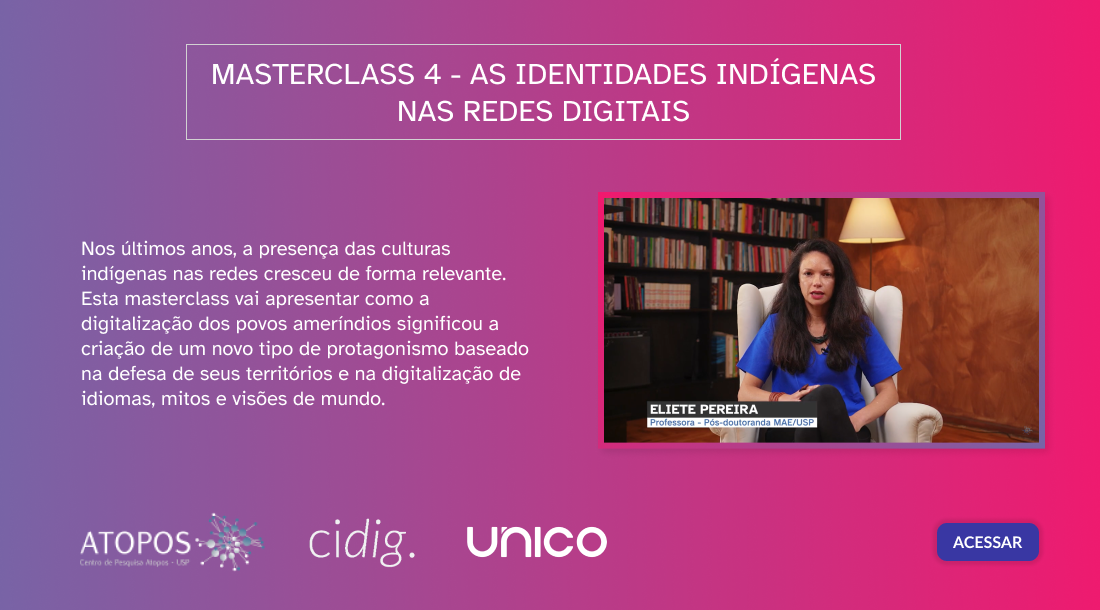 MASTERCLASS 4 - AS IDENTIDADES INDÍGENAS
NAS REDES DIGITAIS
Nos últimos anos, a presença das culturas
indígenas nas redes cresceu de forma relevante.
Esta masterclass vai apresentar como a
digitalização dos povos ameríndios significou a
criação de um novo tipo de protagonismo baseado
na defesa de seus territórios e na digitalização de
idiomas, mitos e visões de mundo.
ELIETE PEREIRA
Professora - Pós-doutoranda MAE/USP
ATOPOS
Centro de Pesquisa Atopos - USP
cidig.
UNICO
ACESSAR